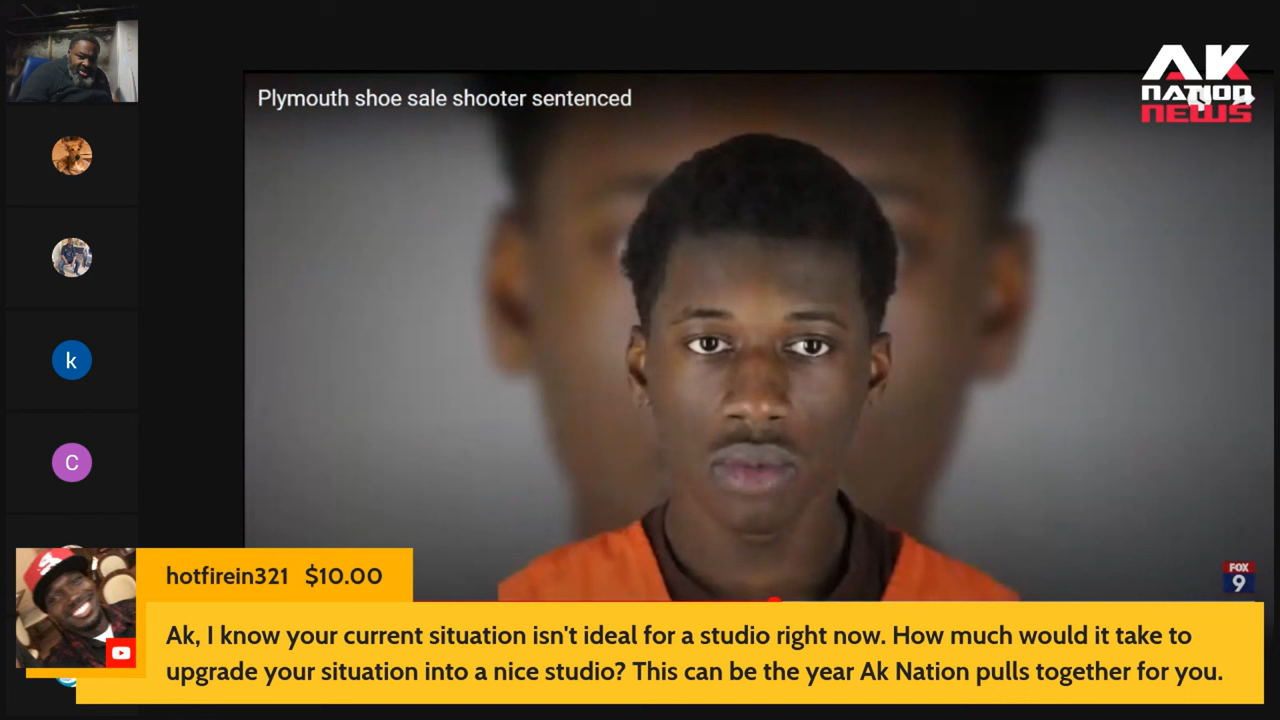 Plymouth shoe sale shooter sentenced
AK
NATION
NEWS
k
C
FOX
9
hotfirein321 $10.00
Ak, I know your current situation isn't ideal for a studio right now. How much would it take to
upgrade your situation into a nice studio? This can be the year Ak Nation pulls together for you.